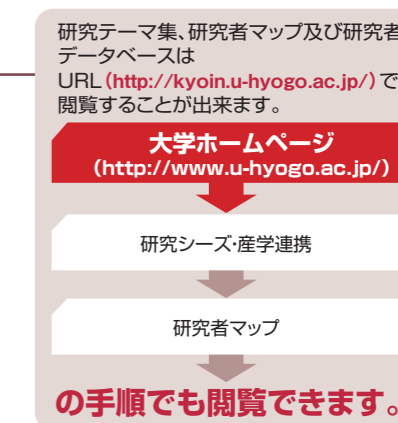 研究テーマ集、研究者マップ及び研究者
データベースは
URL(http://kyoin.u-hyogo.ac.jp/)で
閲覧することが出来ます。
大学ホームページ
(http://www.u-hyogo.ac.jp/)
研究シーズ・産学連携
研究者マップ
の手順でも閲覧できます。